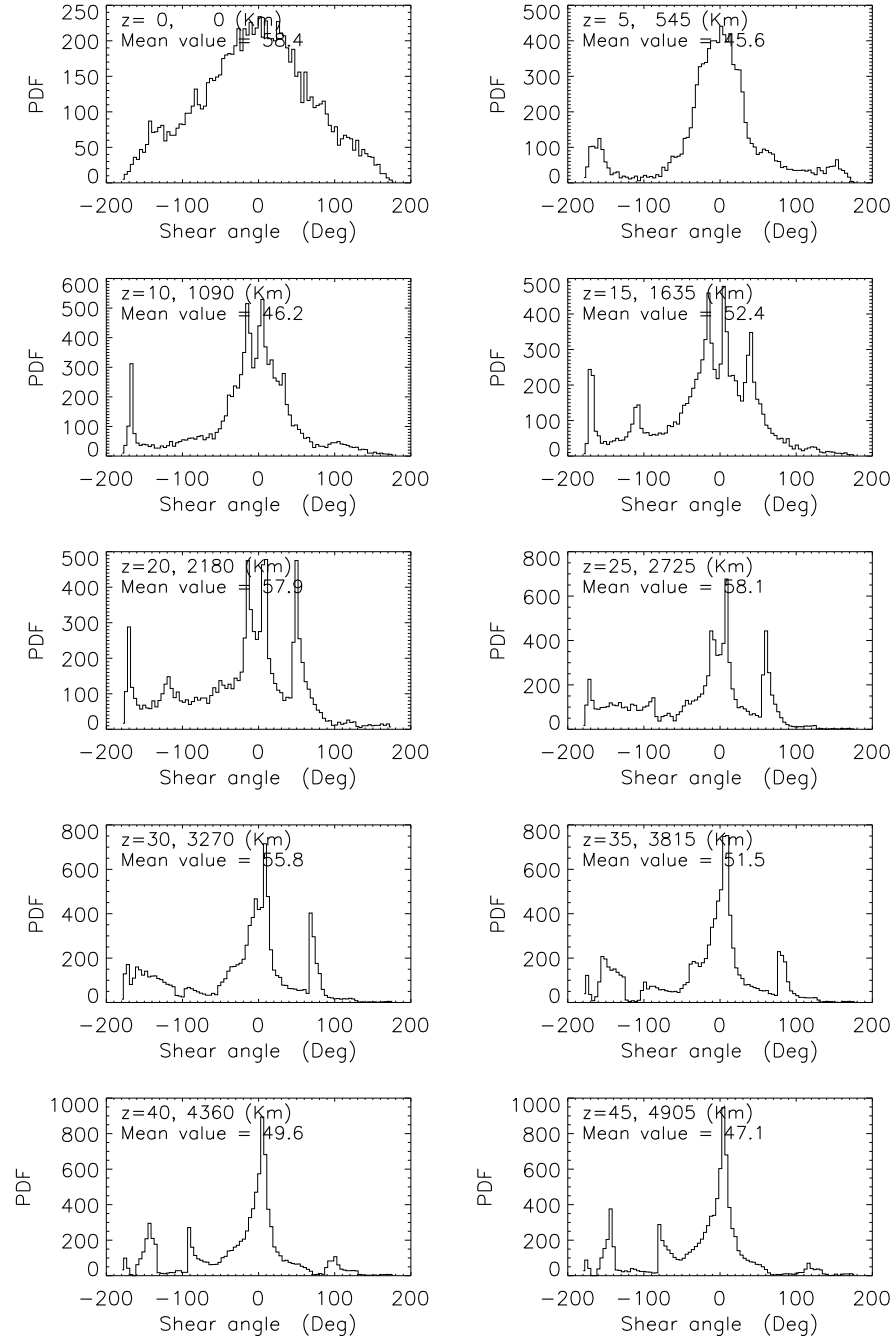 z= 0, 0 (Km)
Mean value = 58.4
PDF
250
200
150
100
50
0
−200 −100 0 100 200
Shear angle (Deg)
z= 5, 545 (Km)
Mean value = 45.6
PDF
500
400
300
200
100
0
−200 −100 0 100 200
Shear angle (Deg)
z=10, 1090 (Km)
Mean value = 46.2
PDF
600
500
400
300
200
100
0
−200 −100 0 100 200
Shear angle (Deg)
z=15, 1635 (Km)
Mean value = 52.4
PDF
500
400
300
200
100
0
−200 −100 0 100 200
Shear angle (Deg)
z=20, 2180 (Km)
Mean value = 57.9
PDF
500
400
300
200
100
0
−200 −100 0 100 200
Shear angle (Deg)
z=25, 2725 (Km)
Mean value = 58.1
PDF
800
600
400
200
0
−200 −100 0 100 200
Shear angle (Deg)
z=30, 3270 (Km)
Mean value = 55.8
PDF
800
600
400
200
0
−200 −100 0 100 200
Shear angle (Deg)
z=35, 3815 (Km)
Mean value = 51.5
PDF
800
600
400
200
0
−200 −100 0 100 200
Shear angle (Deg)
z=40, 4360 (Km)
Mean value = 49.6
PDF
1000
800
600
400
200
0
−200 −100 0 100 200
Shear angle (Deg)
z=45, 4905 (Km)
Mean value = 47.1
PDF
1000
800
600
400
200
0
−200 −100 0 100 200
Shear angle (Deg)